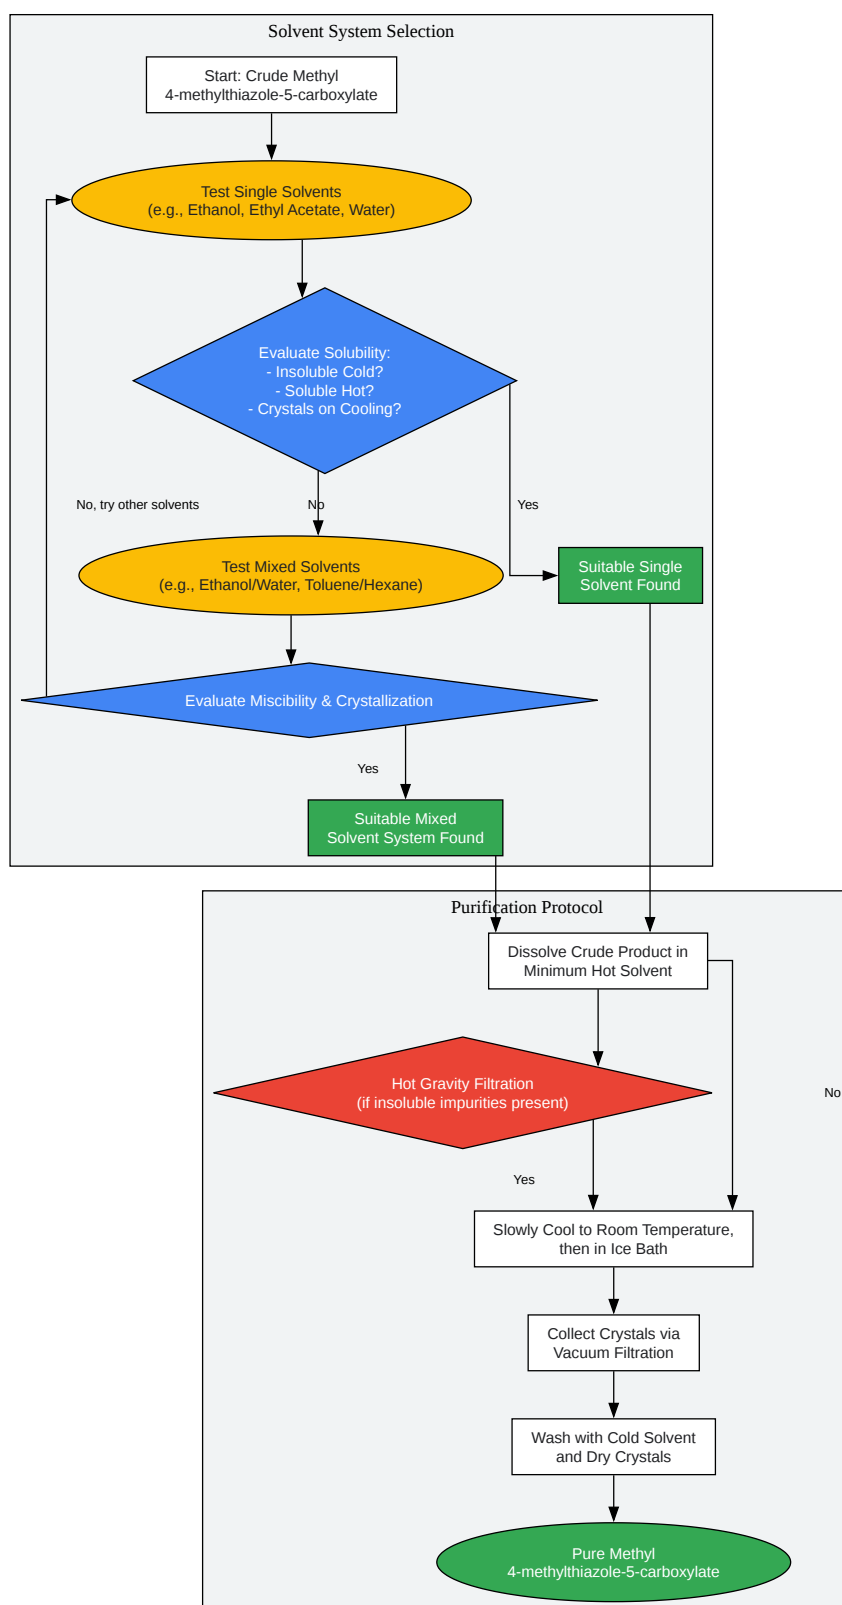 Solvent System Selection
Start: Crude Methyl
4-methylthiazole-5-carboxylate
Test Single Solvents
(e.g., Ethanol, Ethyl Acetate, Water)
Evaluate Solubility:
- Insoluble Cold?
- Soluble Hot?
- Crystals on Cooling?
No, try other solvents
No
Yes
Test Mixed Solvents
(e.g., Ethanol/Water, Toluene/Hexane)
Suitable Single
Solvent Found
Evaluate Miscibility & Crystallization
Yes
Suitable Mixed
Solvent System Found
Purification Protocol
Dissolve Crude Product in
Minimum Hot Solvent
Hot Gravity Filtration
(if insoluble impurities present)
No
Yes
Slowly Cool to Room Temperature,
then in Ice Bath
Collect Crystals via
Vacuum Filtration
Wash with Cold Solvent
and Dry Crystals
Pure Methyl
4-methylthiazole-5-carboxylate